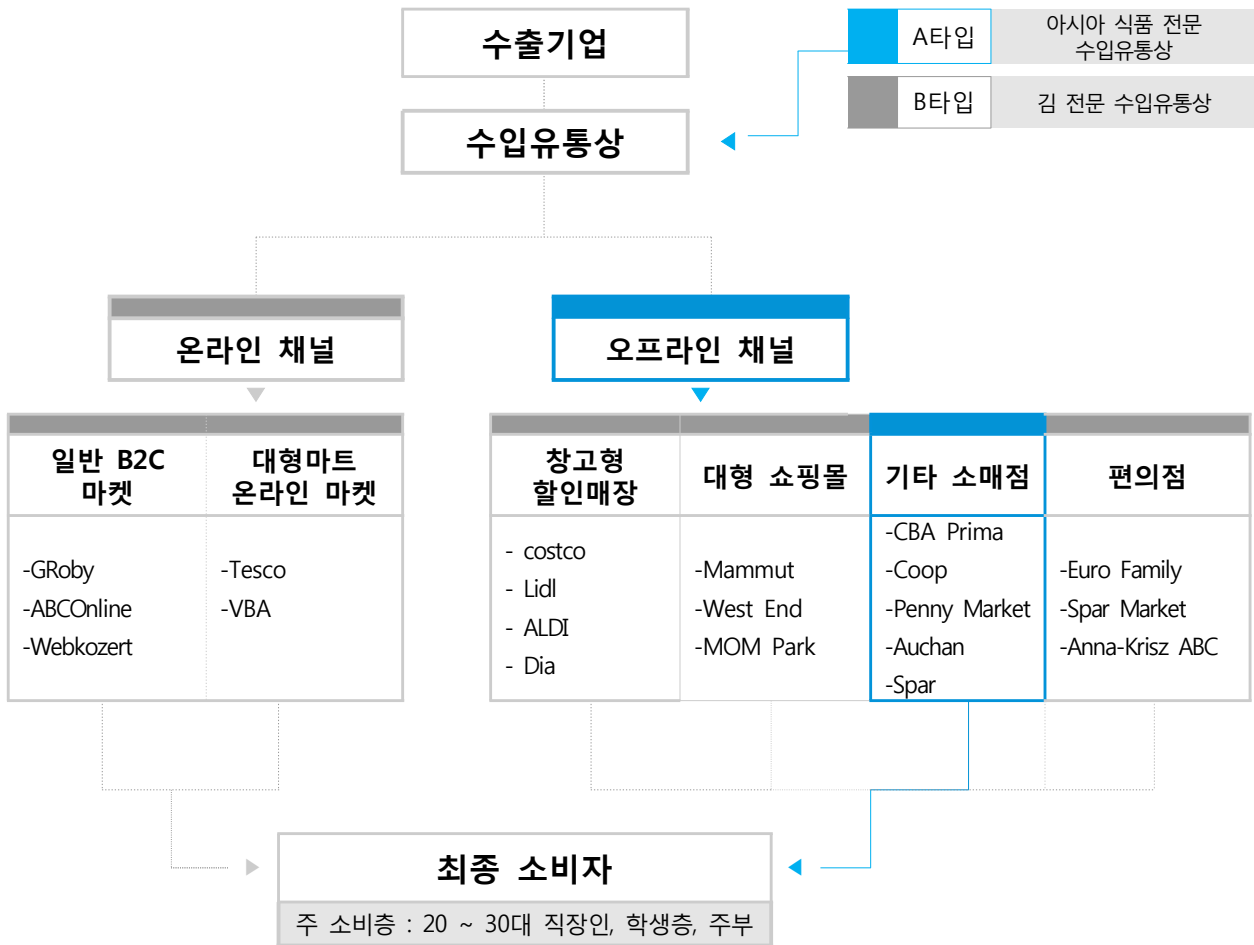 수출기업
수입유통상
A타입
아시아 식품 전문
수입유통상
B타입
김 전문 수입유통상
온라인 채널
오프라인 채널
일반 B2C
마켓
-GRoby
-ABCOnline
-Webkozert
대형마트
온라인 마켓
-Tesco
-VBA
창고형
할인매장
- costco
- Lidl
- ALDI
- Dia
대형 쇼핑몰
-Mammut
-West End
-MOM Park
기타 소매점
-CBA Prima
-Coop
-Penny Market
-Auchan
-Spar
편의점
-Euro Family
-Spar Market
-Anna-Krisz ABC
최종 소비자
주 소비층 : 20 ~ 30대 직장인, 학생층, 주부